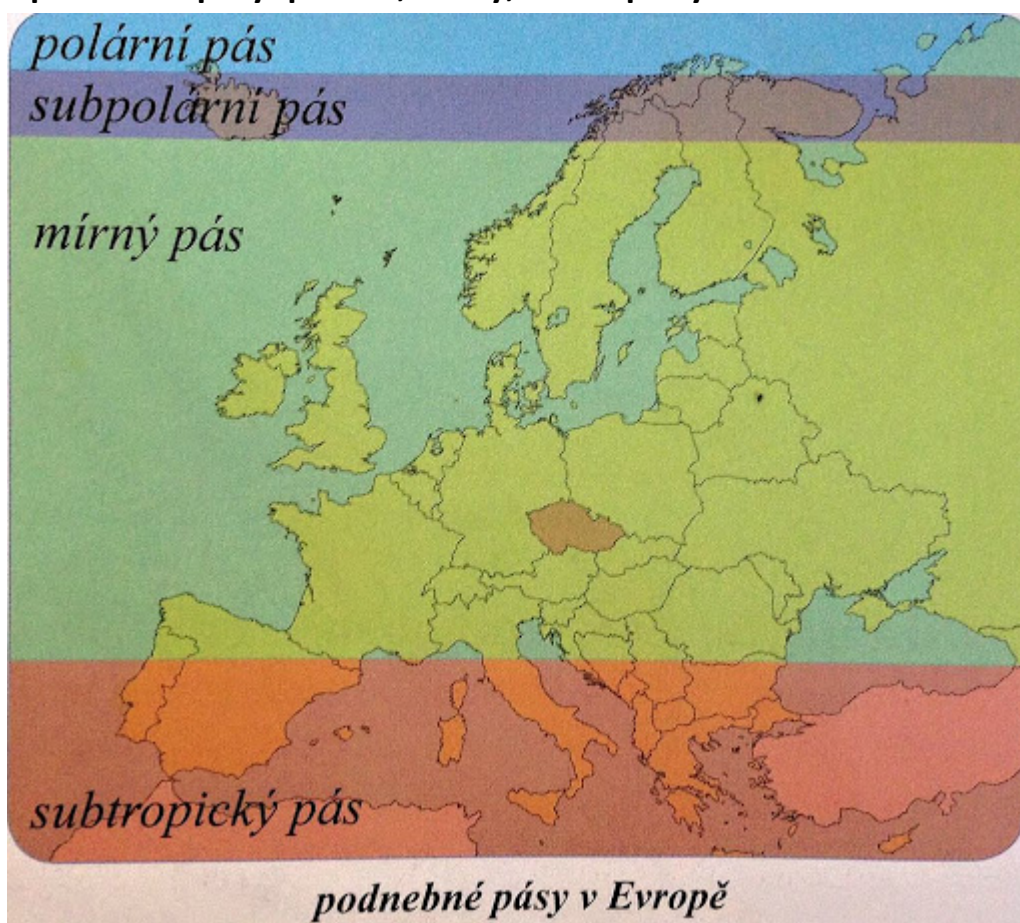 polární pás
subpolární pás
mírný pás
subtropický pás
podnebné pásy v Evropě